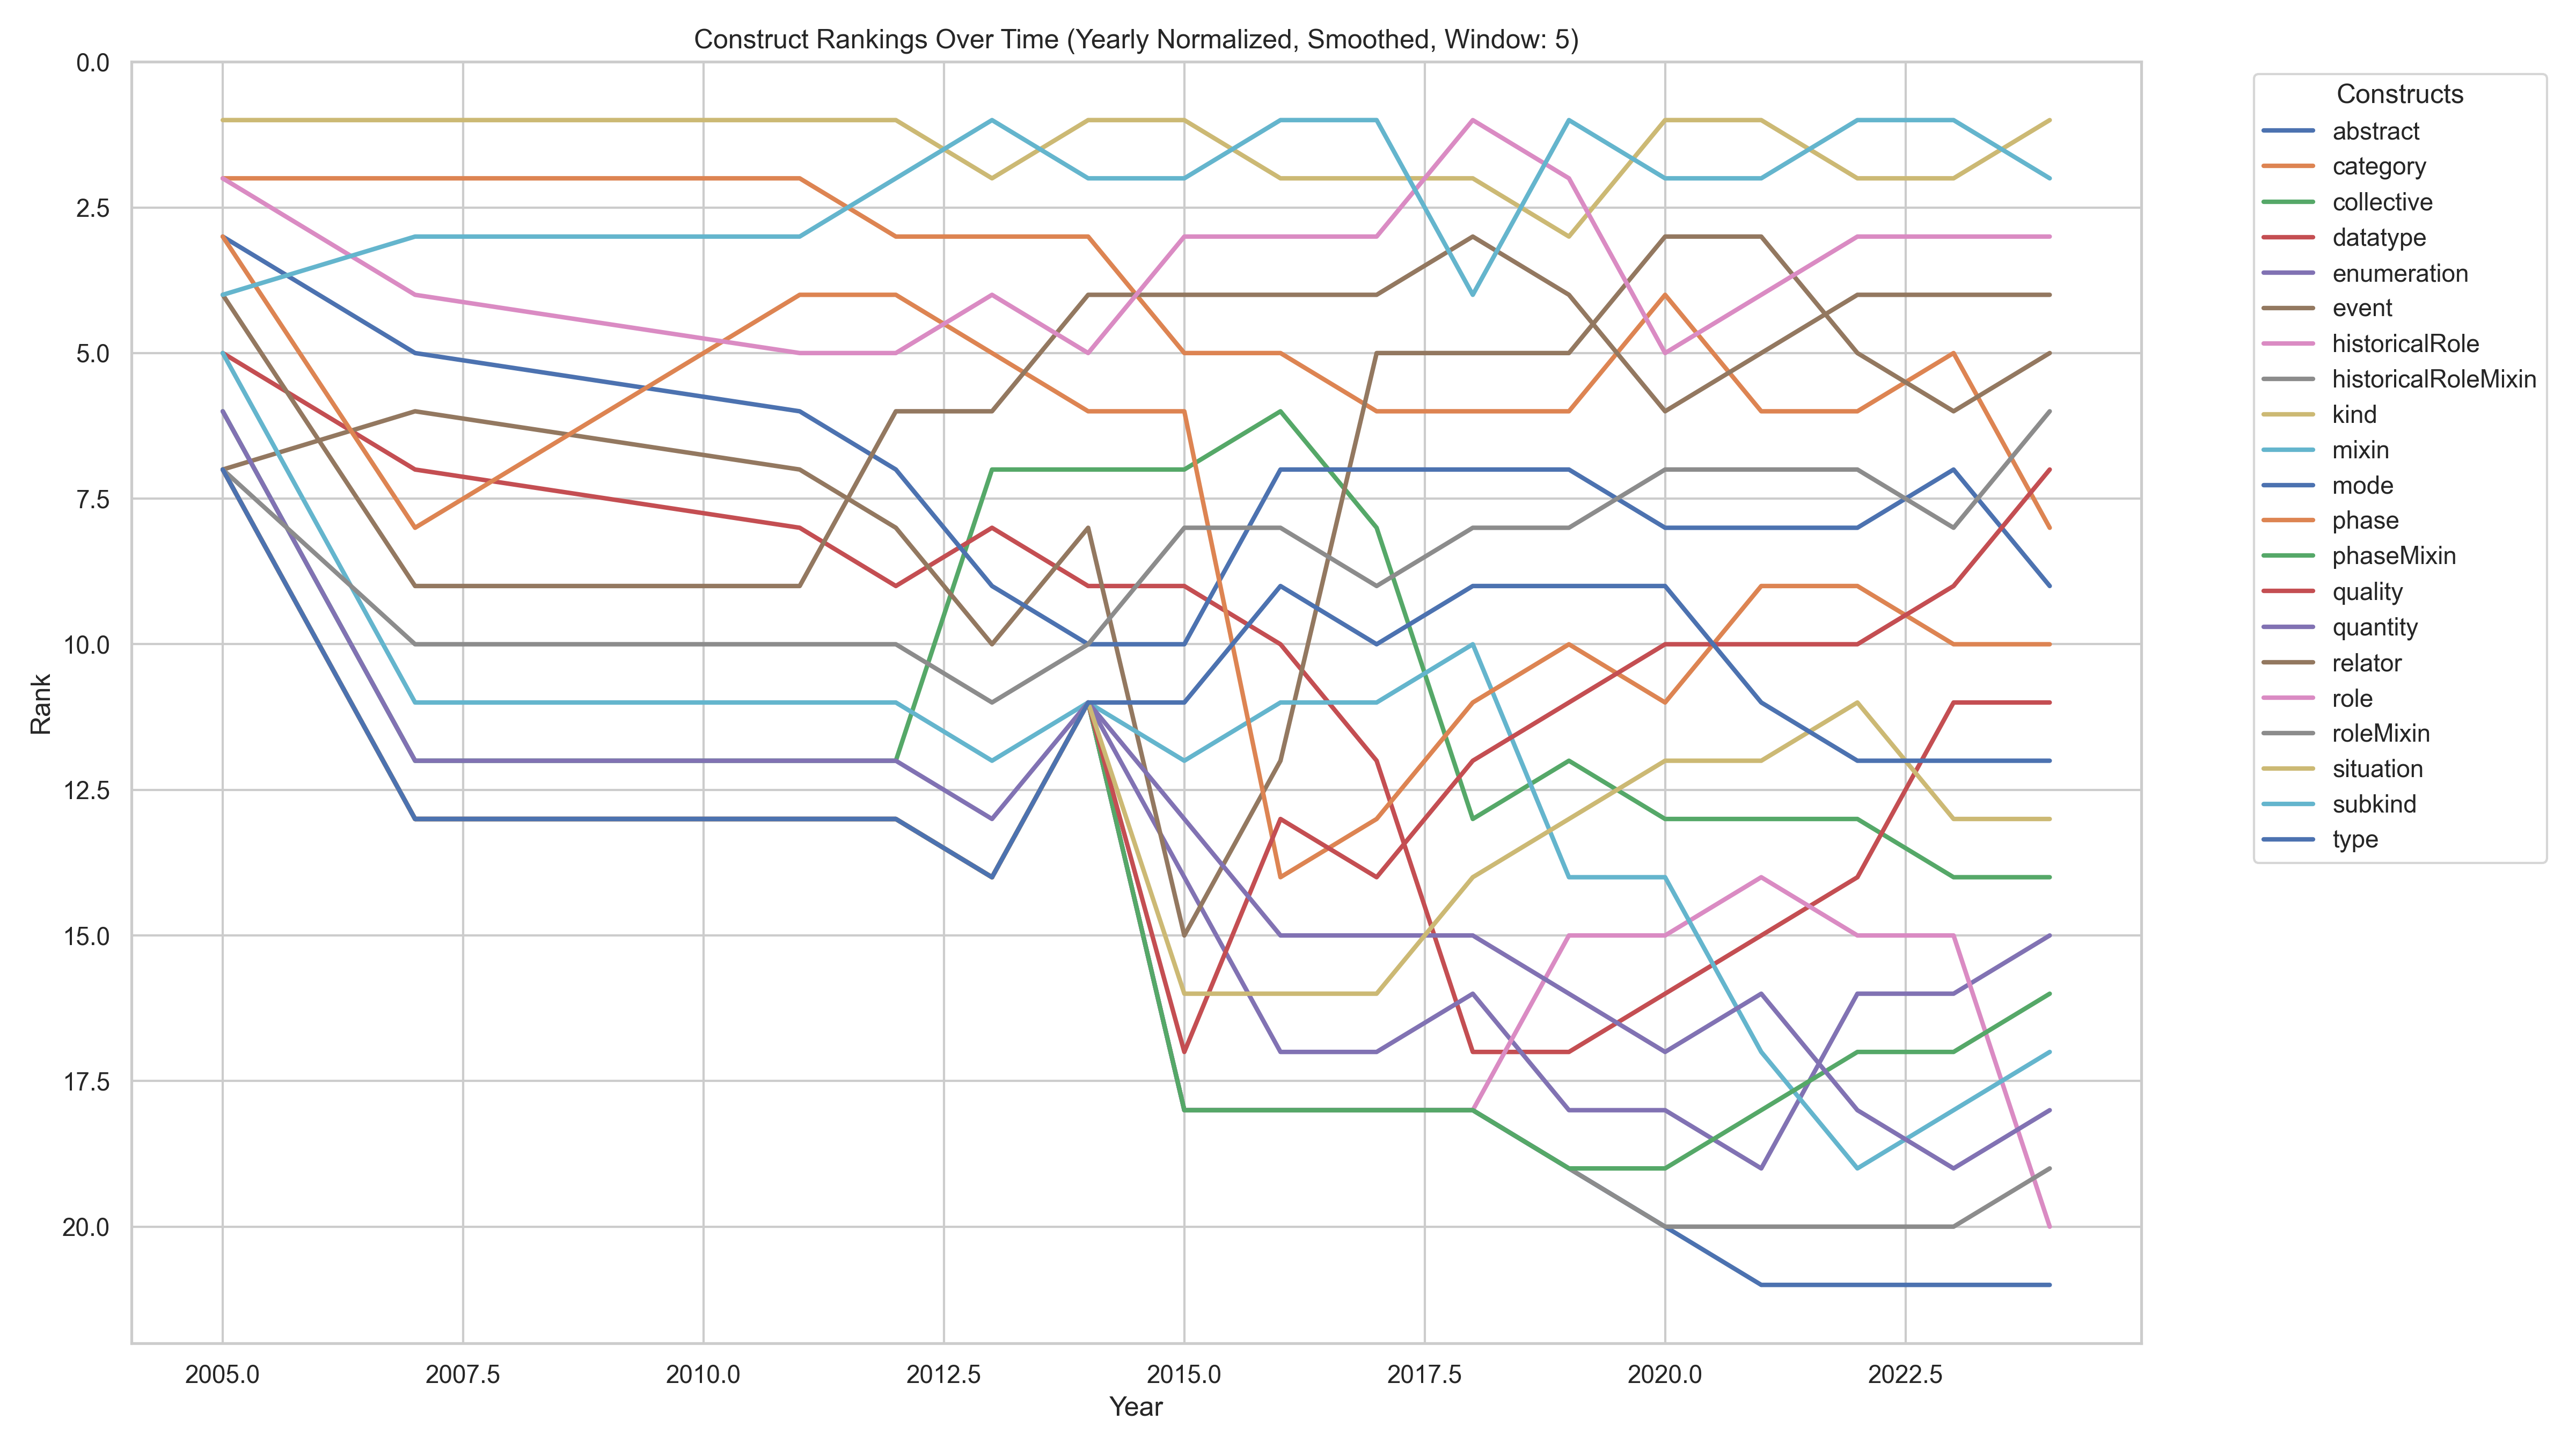 Construct Rankings Over Time (Yearly Normalized, Smoothed, Window: 5)
0.0
2.5
5.0
7.5
10.0
12.5
15.0
17.5
20.0
Rank
2005.0
2007.5
2010.0
2012.5
2015.0
2017.5
2020.0
2022.5
Year
Constructs
abstract
category
collective
datatype
enumeration
event
historicalRole
historicalRoleMixin
kind
mixin
mode
phase
phaseMixin
quality
quantity
relator
role
roleMixin
situation
subkind
type